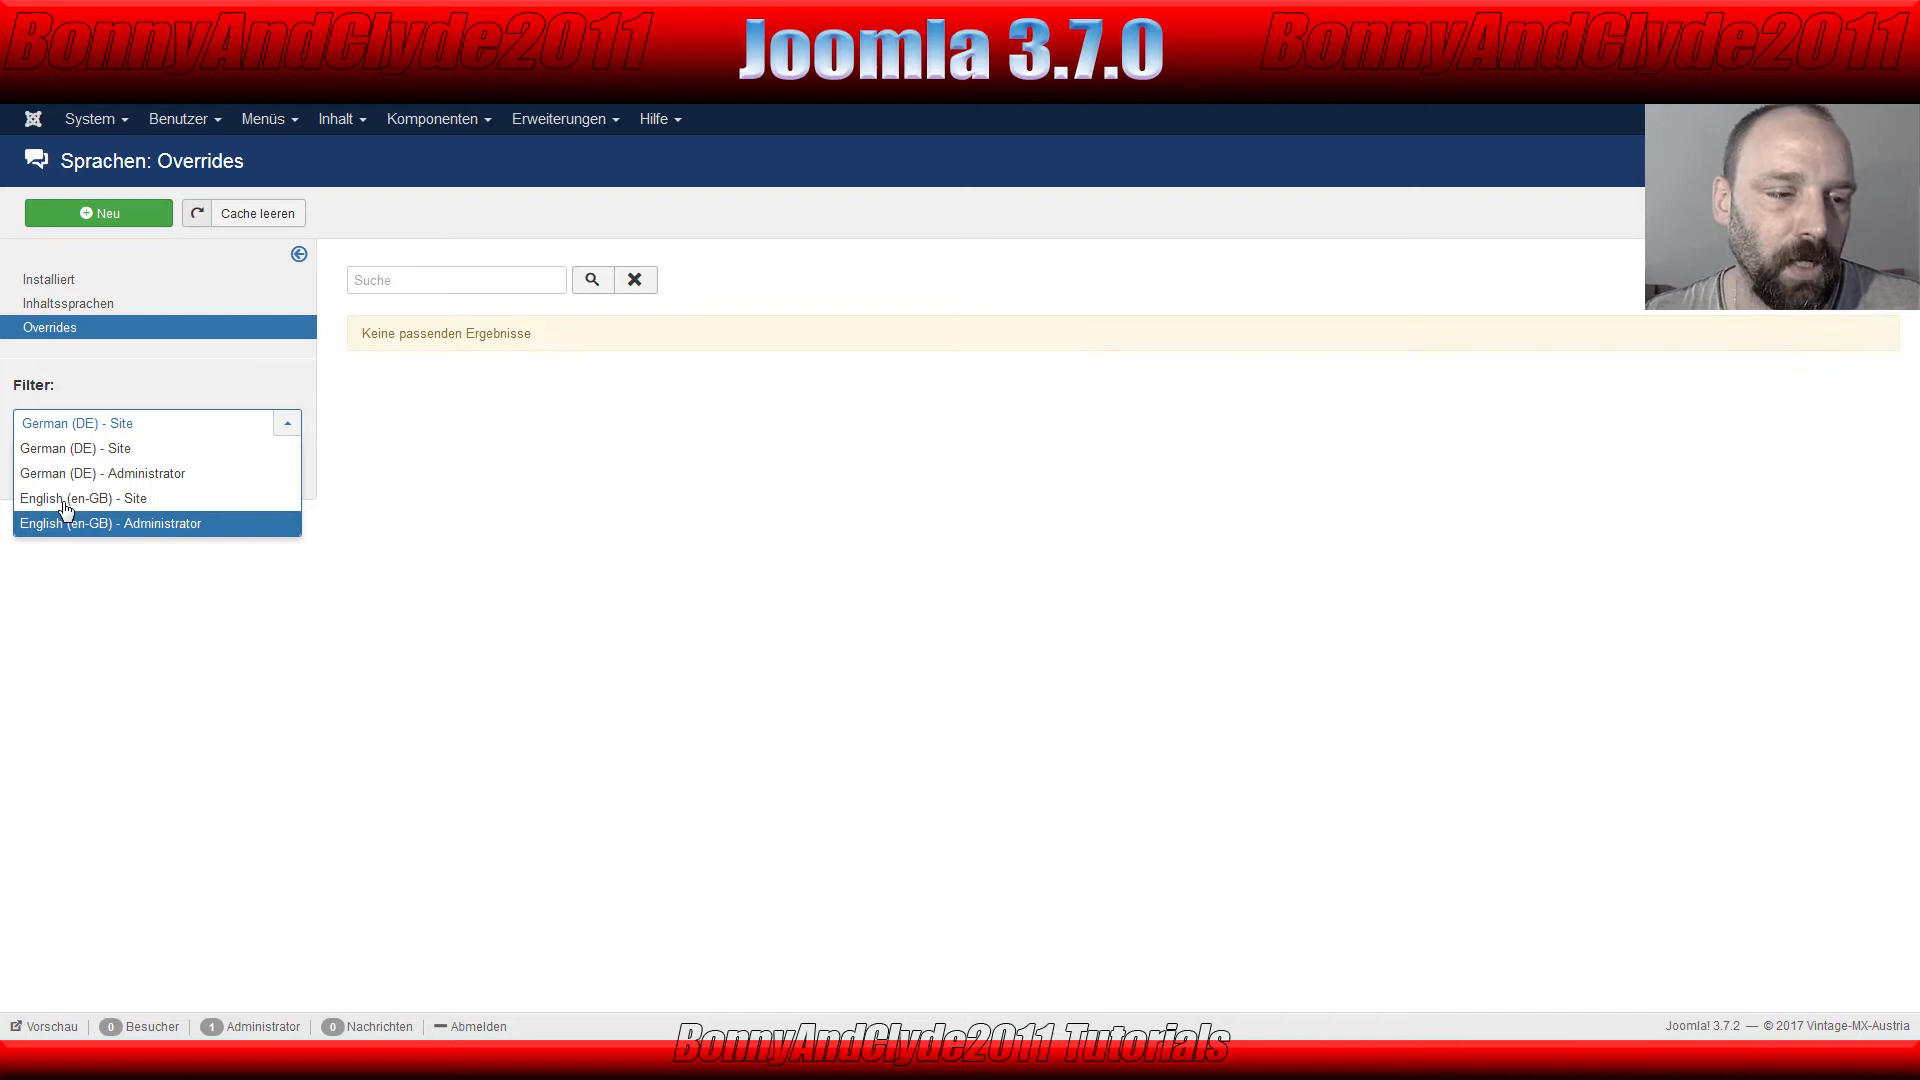 BonnyAndClyde2011
Joomla 3.7.0
BonnyAndClyde2011
System
Benutzer
Menüs
Inhalt
Komponenten
Erweiterungen
Hilfe
Sprachen: Overrides
Neu
Cache leeren
Installiert
Inhaltssprachen
Overrides
Suche
Keine passenden Ergebnisse
Filter:
German (DE) - Site
German (DE) - Site
German (DE) - Administrator
English (en-GB) - Site
English (en-GB) - Administrator
Vorschau
0 Besucher
1 Administrator
0 Nachrichten
Abmelden
Joomla! 3.7.2 — © 2017 Vintage-MX-Austria
BonnyAndClyde2011 Tutorials